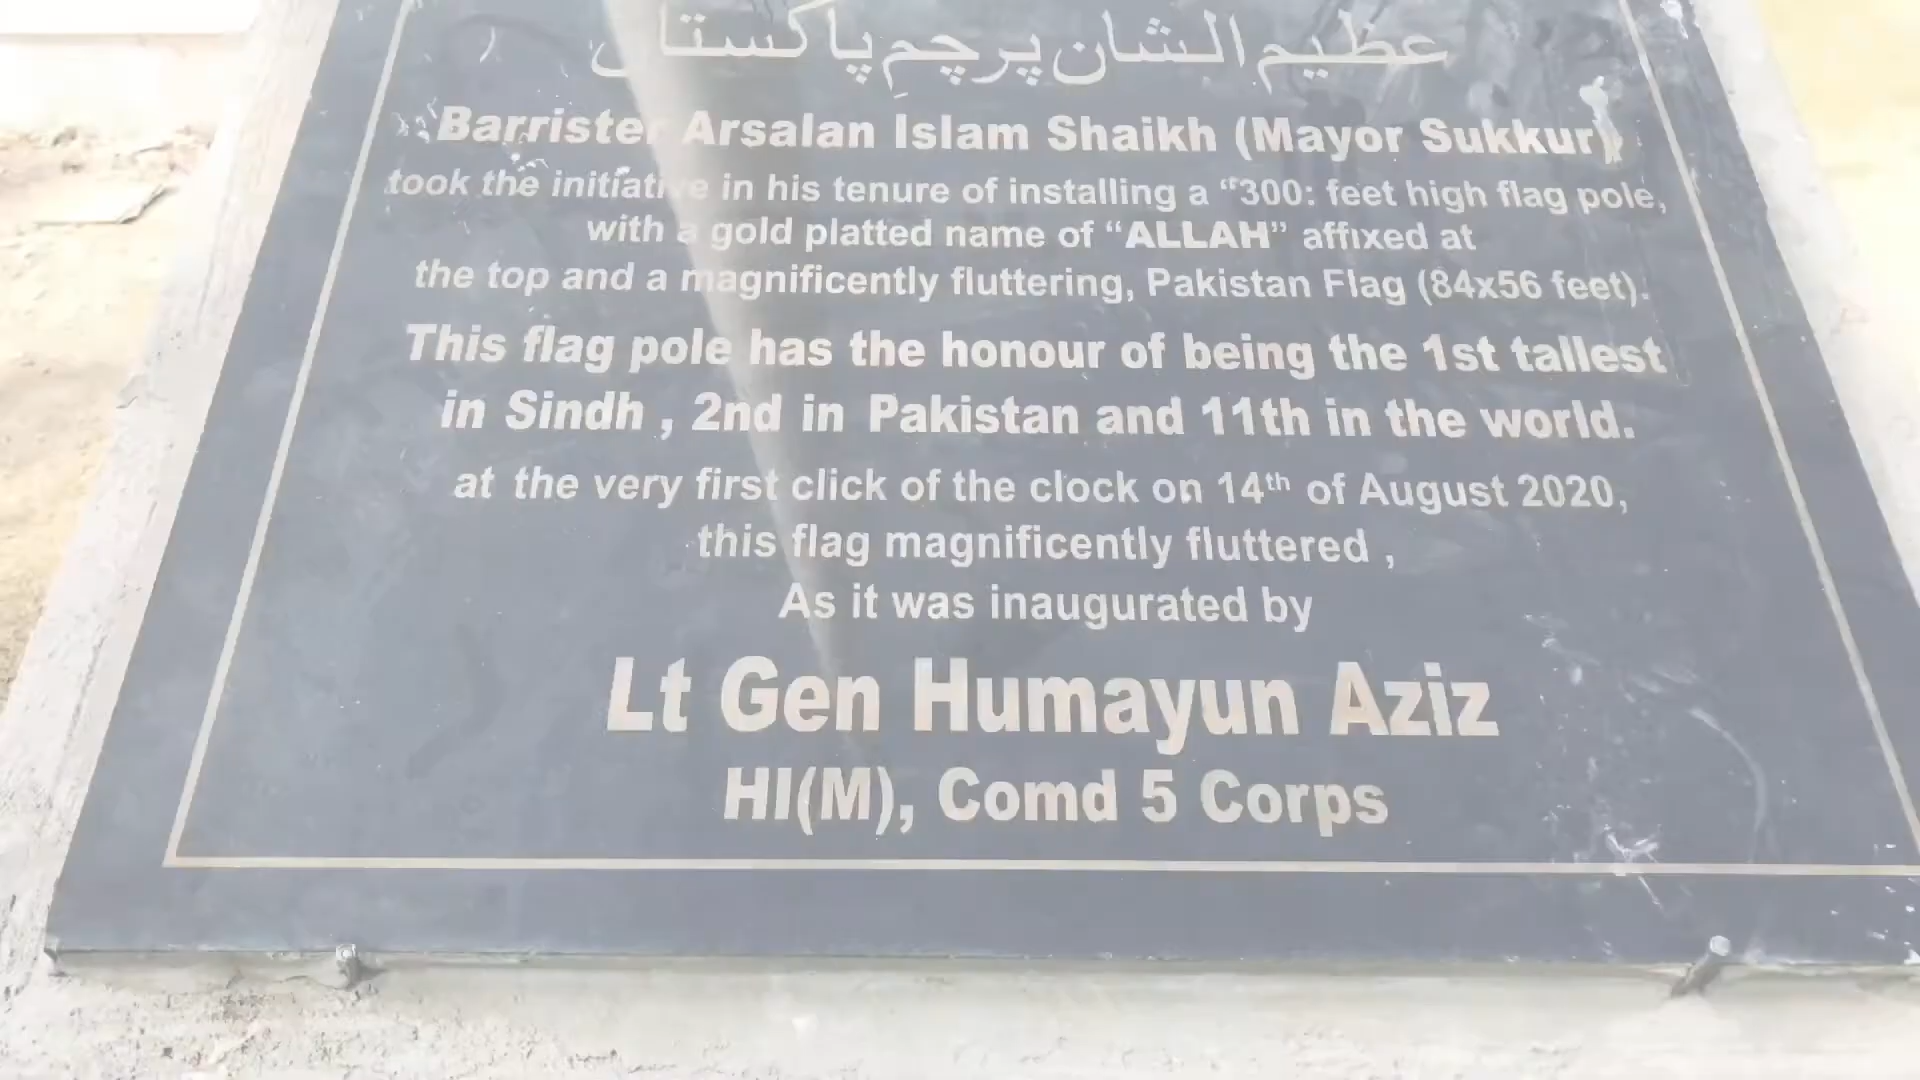 عظیم الشان پرچمِ پاکستان
Barrister Arsalan Islam Shaikh (Mayor Sukkur)
took the initiative in his tenure of installing a “300: feet high flag pole,
with a gold platted name of “ALLAH” affixed at
the top and a magnificently fluttering, Pakistan Flag (84x56 feet).
This flag pole has the honour of being the 1st tallest
in Sindh , 2nd in Pakistan and 11th in the world.
at the very first click of the clock on 14th of August 2020,
this flag magnificently fluttered ,
As it was inaugurated by
Lt Gen Humayun Aziz
HI(M), Comd 5 Corps